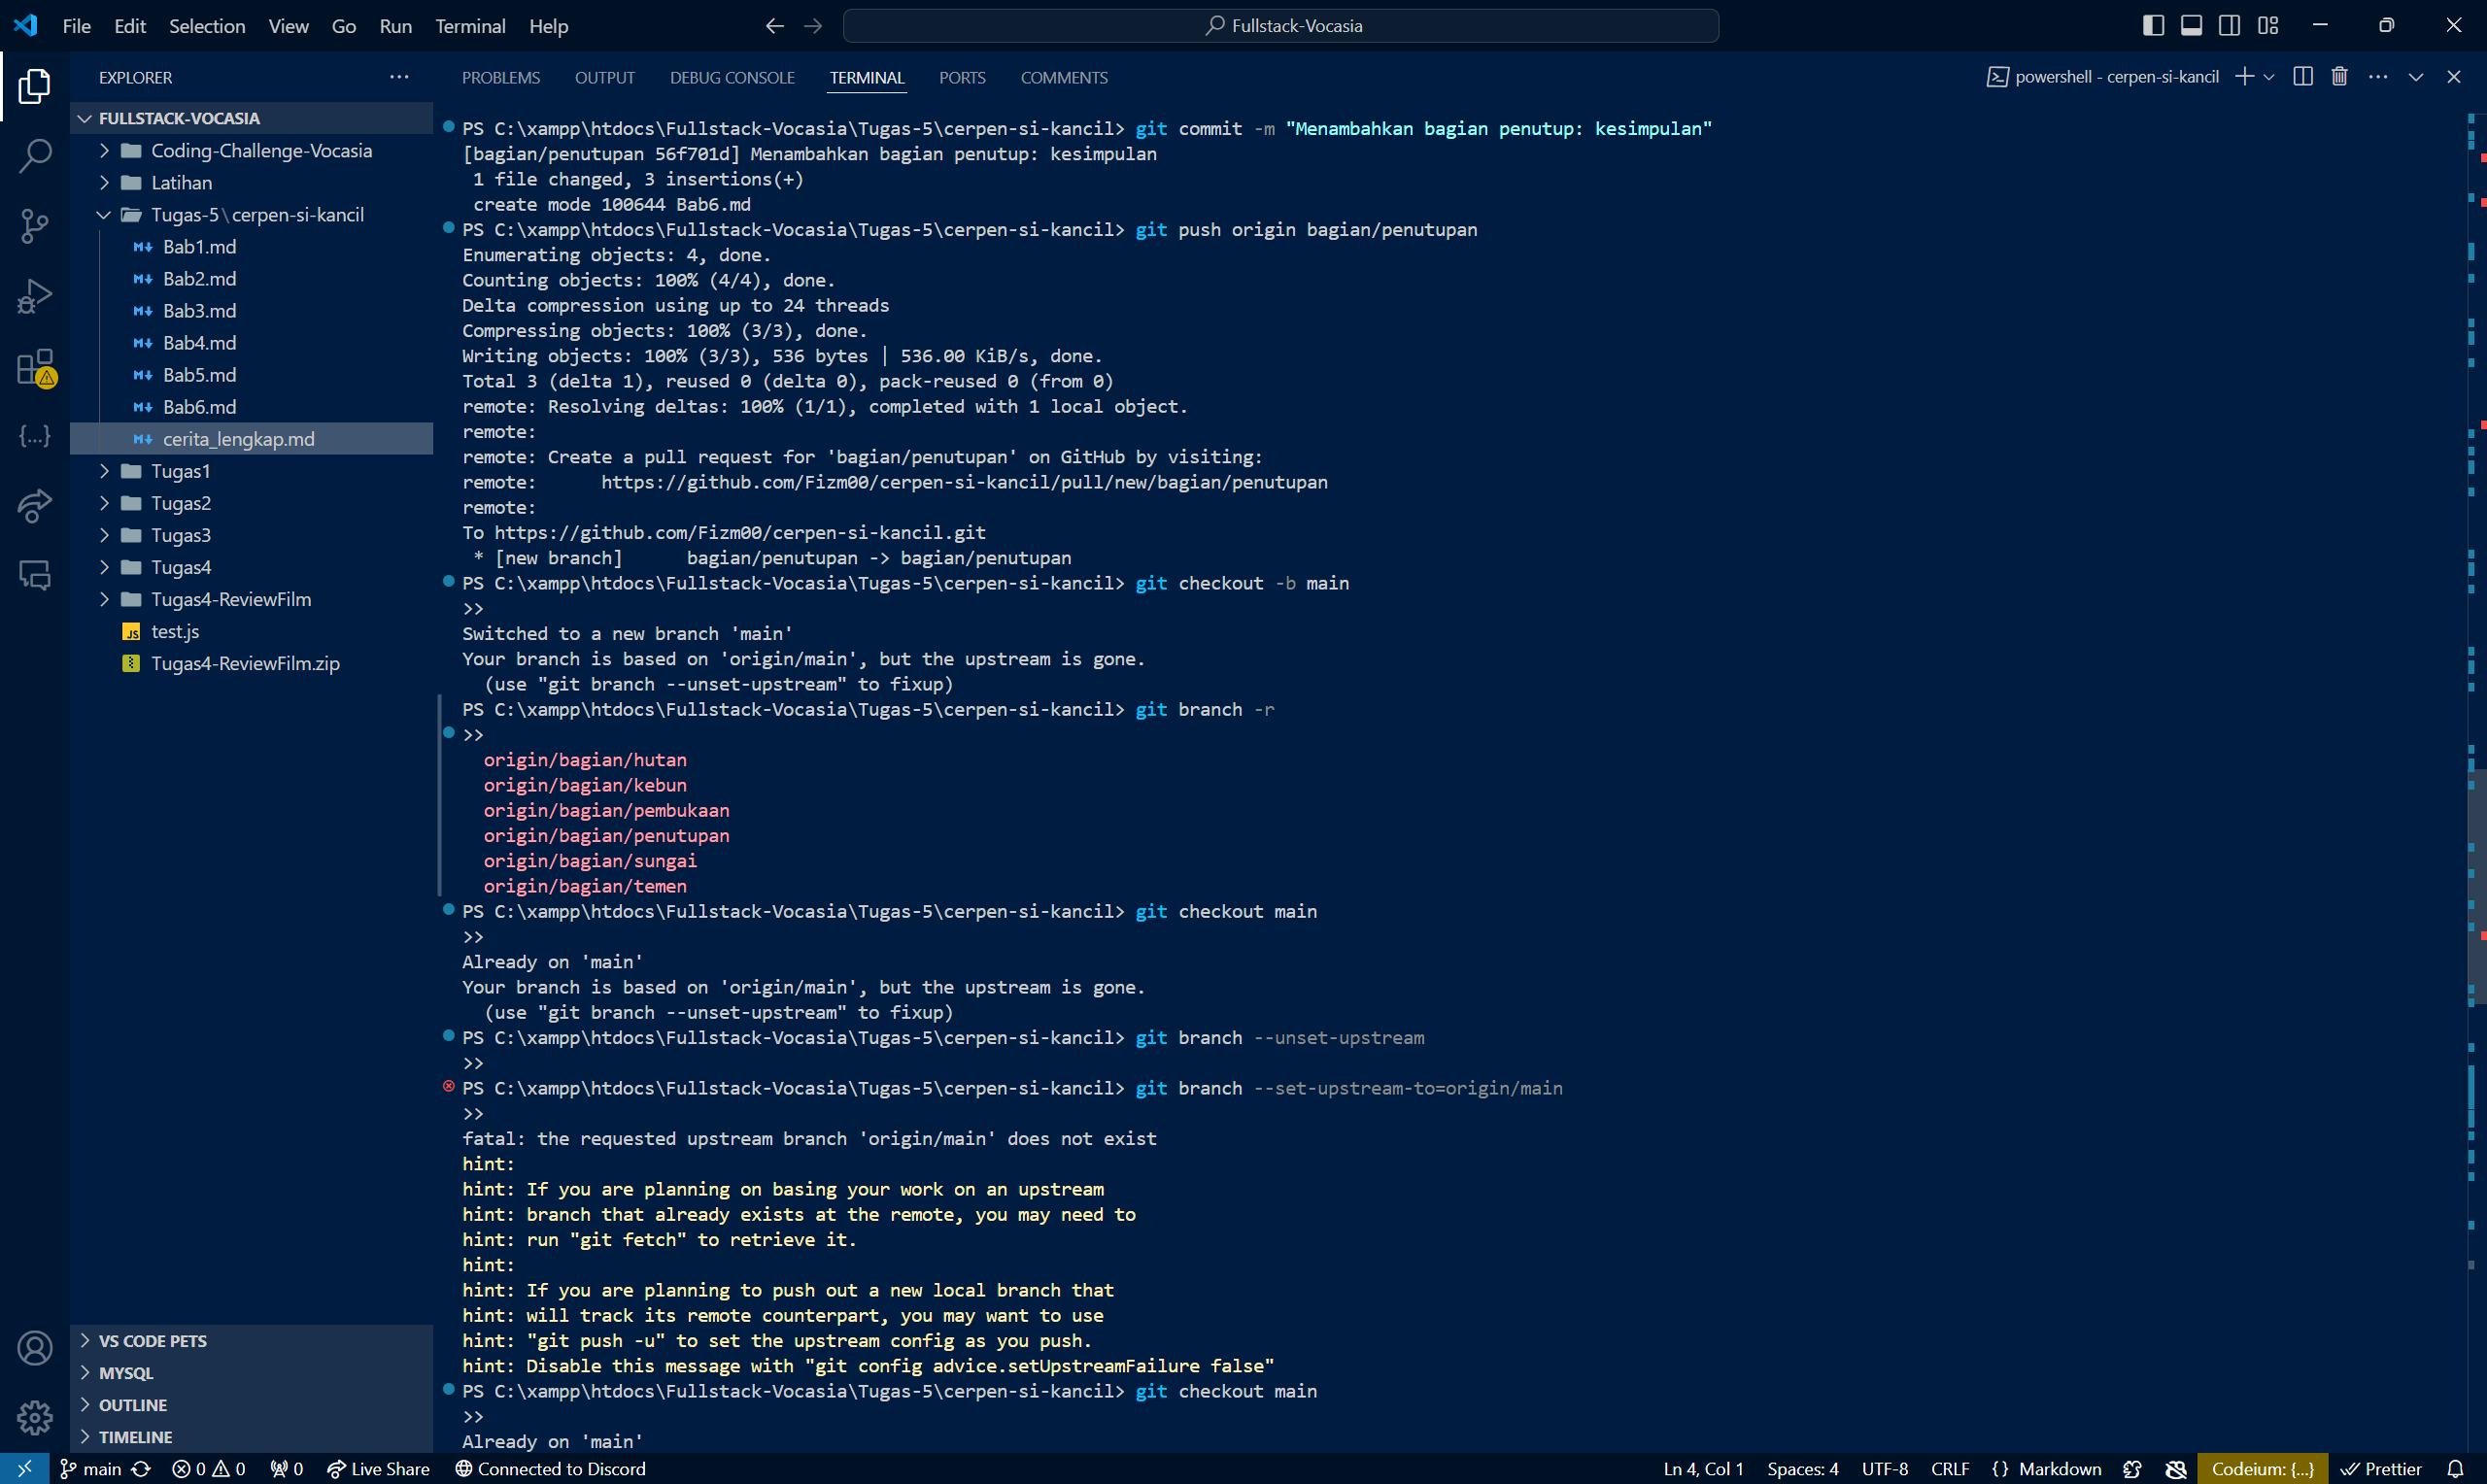 File Edit Selection View Go Run Terminal Help
Fullstack-Vocasia
EXPLORER
FULLSTACK-VOCASIA
Coding-Challenge-Vocasia
Latihan
Tugas-5\cerpen-si-kancil
Bab1.md
Bab2.md
Bab3.md
Bab4.md
Bab5.md
Bab6.md
cerita_lengkap.md
Tugas1
Tugas2
Tugas3
Tugas4
Tugas4-ReviewFilm
test.js
Tugas4-ReviewFilm.zip
VS CODE PETS
MYSQL
OUTLINE
TIMELINE
PROBLEMS OUTPUT DEBUG CONSOLE TERMINAL PORTS COMMENTS
powershell - cerpen-si-kancil
PS C:\xampp\htdocs\Fullstack-Vocasia\Tugas-5\cerpen-si-kancil> git commit -m "Menambahkan bagian penutup: kesimpulan"
[bagian/penutupan 56f701d] Menambahkan bagian penutup: kesimpulan
1 file changed, 3 insertions(+)
create mode 100644 Bab6.md
PS C:\xampp\htdocs\Fullstack-Vocasia\Tugas-5\cerpen-si-kancil> git push origin bagian/penutupan
Enumerating objects: 4, done.
Counting objects: 100% (4/4), done.
Delta compression using up to 24 threads
Compressing objects: 100% (3/3), done.
Writing objects: 100% (3/3), 536 bytes | 536.00 KiB/s, done.
Total 3 (delta 1), reused 0 (delta 0), pack-reused 0 (from 0)
remote: Resolving deltas: 100% (1/1), completed with 1 local object.
remote:
remote: Create a pull request for 'bagian/penutupan' on GitHub by visiting:
remote:      https://github.com/Fizm00/cerpen-si-kancil/pull/new/bagian/penutupan
remote:
To https://github.com/Fizm00/cerpen-si-kancil.git
* [new branch]      bagian/penutupan -> bagian/penutupan
PS C:\xampp\htdocs\Fullstack-Vocasia\Tugas-5\cerpen-si-kancil> git checkout -b main
>>
Switched to a new branch 'main'
Your branch is based on 'origin/main', but the upstream is gone.
(use "git branch --unset-upstream" to fixup)
PS C:\xampp\htdocs\Fullstack-Vocasia\Tugas-5\cerpen-si-kancil> git branch -r
>>
origin/bagian/hutan
origin/bagian/kebun
origin/bagian/pembukaan
origin/bagian/penutupan
origin/bagian/sungai
origin/bagian/temen
PS C:\xampp\htdocs\Fullstack-Vocasia\Tugas-5\cerpen-si-kancil> git checkout main
>>
Already on 'main'
Your branch is based on 'origin/main', but the upstream is gone.
(use "git branch --unset-upstream" to fixup)
PS C:\xampp\htdocs\Fullstack-Vocasia\Tugas-5\cerpen-si-kancil> git branch --unset-upstream
>>
PS C:\xampp\htdocs\Fullstack-Vocasia\Tugas-5\cerpen-si-kancil> git branch --set-upstream-to=origin/main
>>
fatal: the requested upstream branch 'origin/main' does not exist
hint:
hint: If you are planning on basing your work on an upstream
hint: branch that already exists at the remote, you may need to
hint: run "git fetch" to retrieve it.
hint:
hint: If you are planning to push out a new local branch that
hint: will track its remote counterpart, you may want to use
hint: "git push -u" to set the upstream config as you push.
hint: Disable this message with "git config advice.setUpstreamFailure false"
PS C:\xampp\htdocs\Fullstack-Vocasia\Tugas-5\cerpen-si-kancil> git checkout main
>>
Already on 'main'
main 0 0 0 Live Share Connected to Discord Ln 4, Col 1 Spaces: 4 UTF-8 CRLF {} Markdown Codeium: {...} Prettier